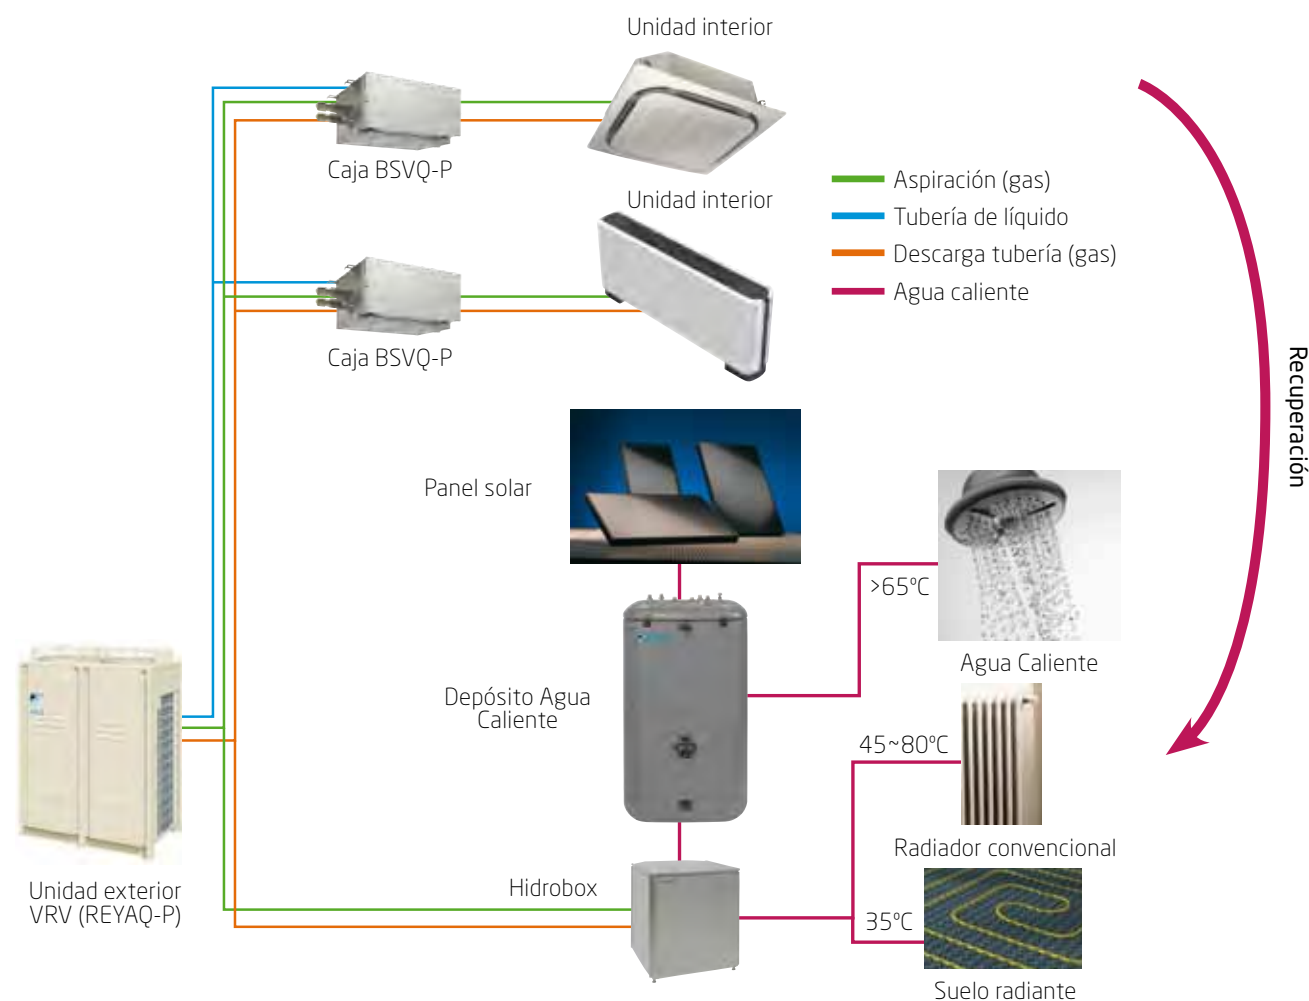 Unidad interior
Caja BSVQ-P
Unidad interior
Aspiración (gas)
Tubería de líquido
Descarga tubería (gas)
Agua caliente
Caja BSVQ-P
Recuperación
Panel solar
>65ºC
Agua Caliente
Depósito Agua
Caliente
45~80ºC
Radiador convencional
Unidad exterior
VRV (REYAQ-P)
Hidrobox
35ºC
Suelo radiante